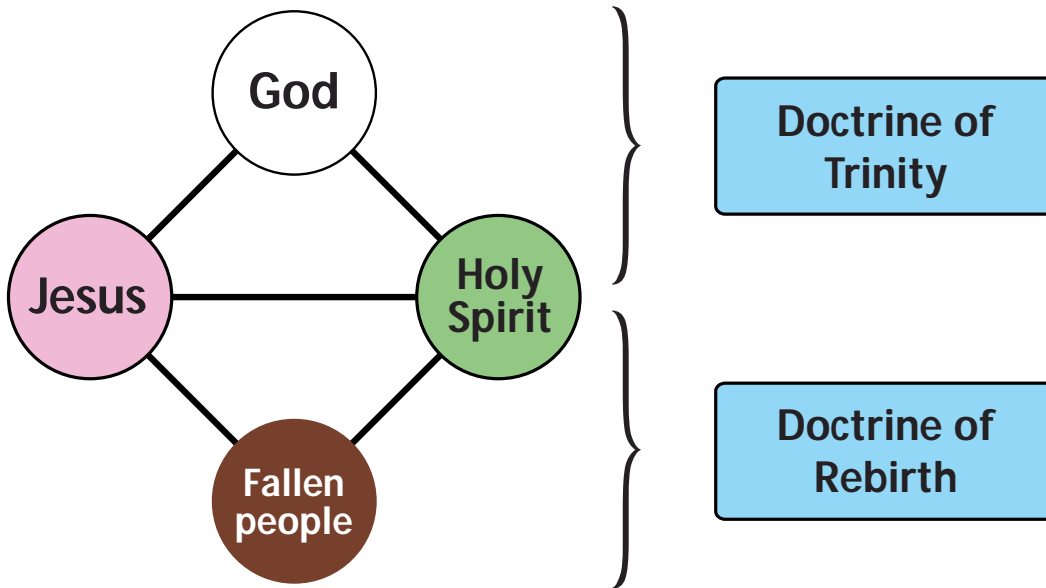 God
Jesus
Holy
Spirit
Fallen
people
Doctrine of
Trinity
Doctrine of
Rebirth